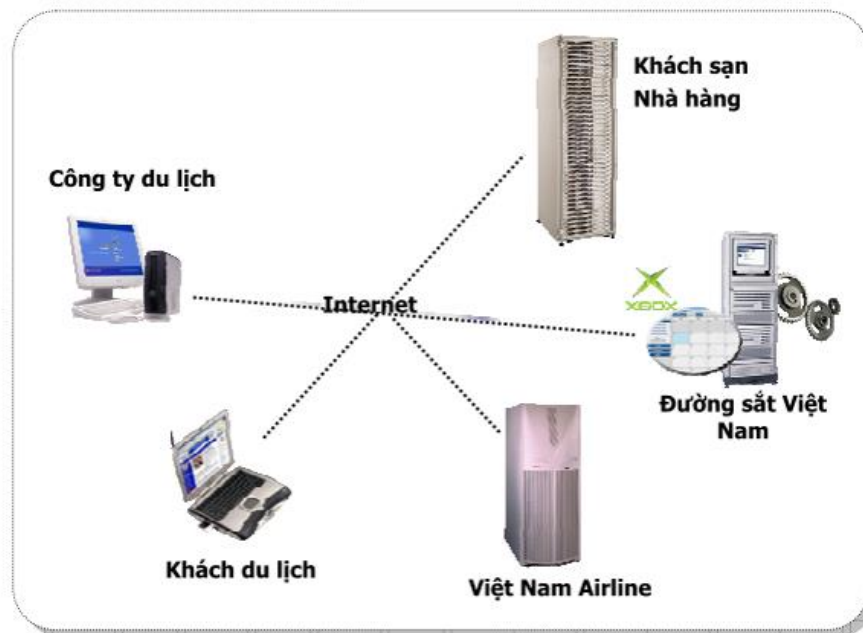 Khách sạn
Nhà hàng
Công ty du lịch
Internet
XBOX
Đường sắt Việt
Nam
Khách du lịch
Việt Nam Airline